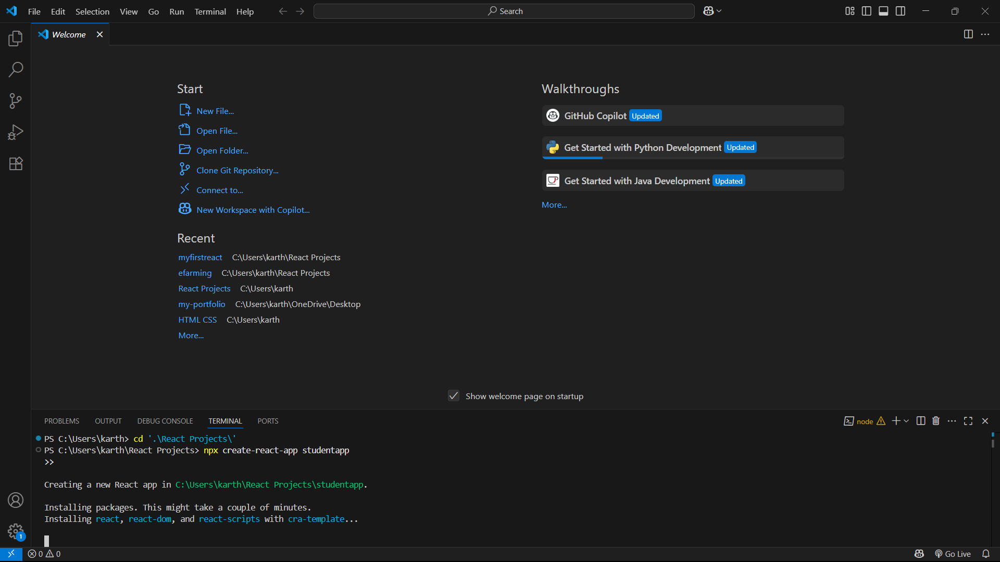 File Edit Selection View Go Run Terminal Help
Search
Welcome
Start
New File...
Open File...
Open Folder...
Clone Git Repository...
Connect to...
New Workspace with Copilot...
Recent
myfirstreact C:\Users\karth\React Projects
efarming C:\Users\karth\React Projects
React Projects C:\Users\karth
my-portfolio C:\Users\karth\OneDrive\Desktop
HTML CSS C:\Users\karth
More...
Walkthroughs
GitHub Copilot Updated
Get Started with Python Development Updated
Get Started with Java Development Updated
More...
Show welcome page on startup
PROBLEMS OUTPUT DEBUG CONSOLE TERMINAL PORTS
node
PS C:\Users\karth> cd '.\React Projects\'
PS C:\Users\karth\React Projects> npx create-react-app studentapp
>>
Creating a new React app in C:\Users\karth\React Projects\studentapp.
Installing packages. This might take a couple of minutes.
Installing react, react-dom, and react-scripts with cra-template...
1
0 0
Go Live